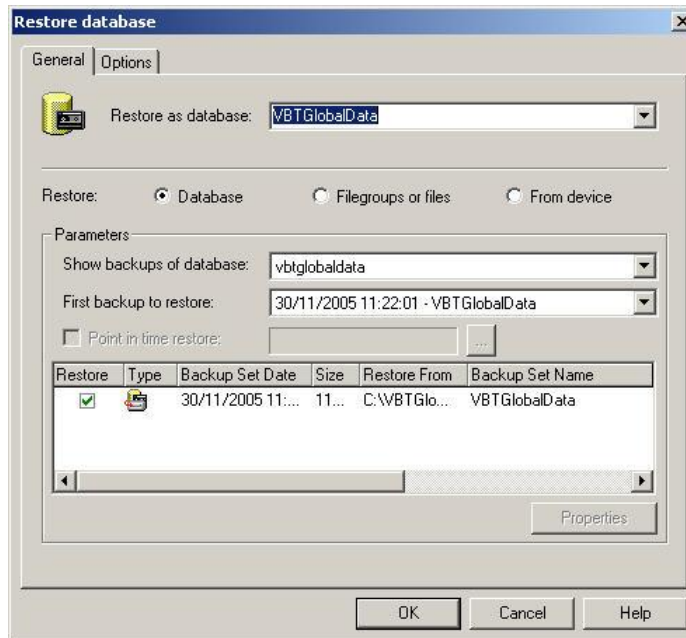 Restore database
General Options
Restore as database: VBTGlobalData
Restore: Database Filegroups or files From device
Parameters
Show backups of database: vbtglobaldata
First backup to restore: 30/11/2005 11:22:01 - VBTGlobalData
Point in time restore: ...
Restore Type Backup Set Date Size Restore From Backup Set Name
30/11/2005 11:... 11... C:\VBTGlo... VBTGlobalData
Properties
OK Cancel Help